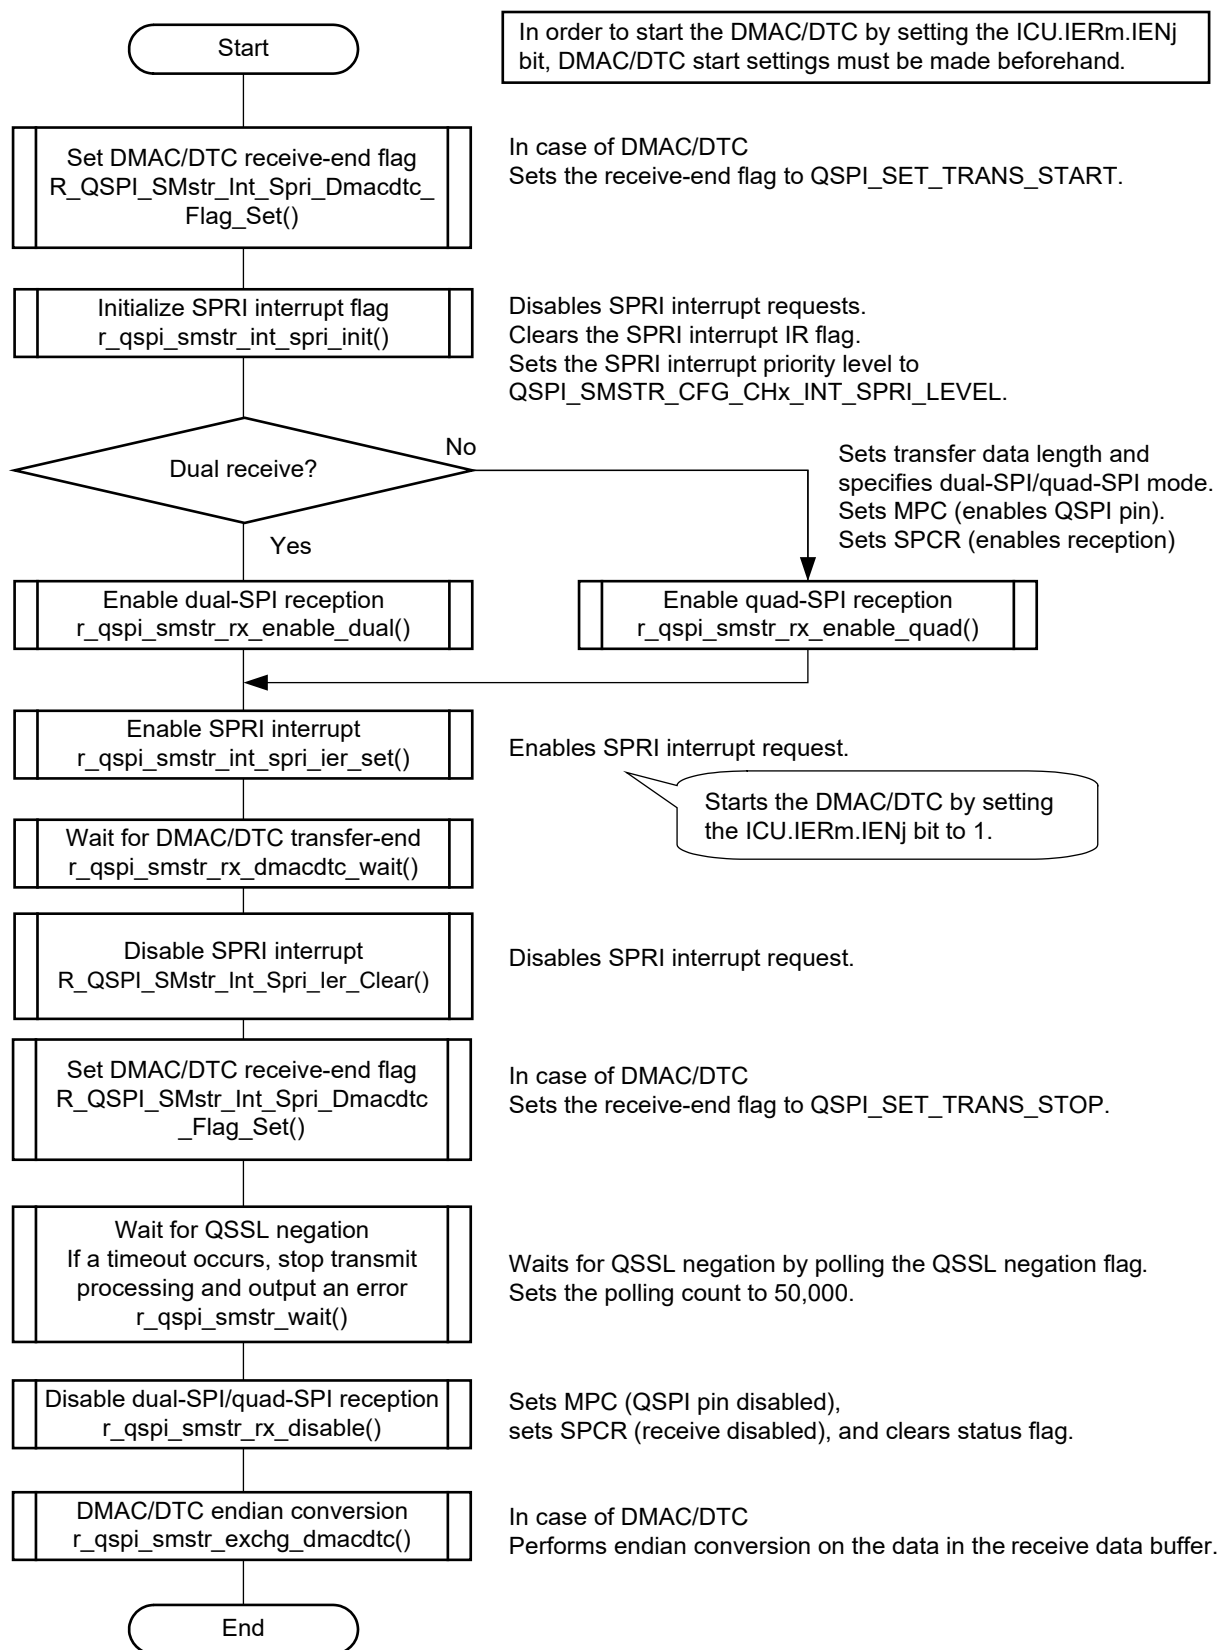 Start
In order to start the DMAC/DTC by setting the ICU.IERm.IENj
bit, DMAC/DTC start settings must be made beforehand.
Set DMAC/DTC receive-end flag
R_QSPI_SMstr_Int_Spri_Dmacdtc_
Flag_Set()
In case of DMAC/DTC
Sets the receive-end flag to QSPI_SET_TRANS_START.
Initialize SPRI interrupt flag
r_qspi_smstr_int_spri_init()
Disables SPRI interrupt requests.
Clears the SPRI interrupt IR flag.
Sets the SPRI interrupt priority level to
QSPI_SMSTR_CFG_CHx_INT_SPRI_LEVEL.
Dual receive?
No
Yes
Sets transfer data length and
specifies dual-SPI/quad-SPI mode.
Sets MPC (enables QSPI pin).
Sets SPCR (enables reception)
Enable dual-SPI reception
r_qspi_smstr_rx_enable_dual()
Enable quad-SPI reception
r_qspi_smstr_rx_enable_quad()
Enable SPRI interrupt
r_qspi_smstr_int_spri_ier_set()
Enables SPRI interrupt request.
Starts the DMAC/DTC by setting
the ICU.IERm.IENj bit to 1.
Wait for DMAC/DTC transfer-end
r_qspi_smstr_rx_dmacdtc_wait()
Disable SPRI interrupt
R_QSPI_SMstr_Int_Spri_Ier_Clear()
Disables SPRI interrupt request.
Set DMAC/DTC receive-end flag
R_QSPI_SMstr_Int_Spri_Dmacdtc
_Flag_Set()
In case of DMAC/DTC
Sets the receive-end flag to QSPI_SET_TRANS_STOP.
Wait for QSSL negation
If a timeout occurs, stop transmit
processing and output an error
r_qspi_smstr_wait()
Waits for QSSL negation by polling the QSSL negation flag.
Sets the polling count to 50,000.
Disable dual-SPI/quad-SPI reception
r_qspi_smstr_rx_disable()
Sets MPC (QSPI pin disabled),
sets SPCR (receive disabled), and clears status flag.
DMAC/DTC endian conversion
r_qspi_smstr_exchg_dmacdtc()
In case of DMAC/DTC
Performs endian conversion on the data in the receive data buffer.
End